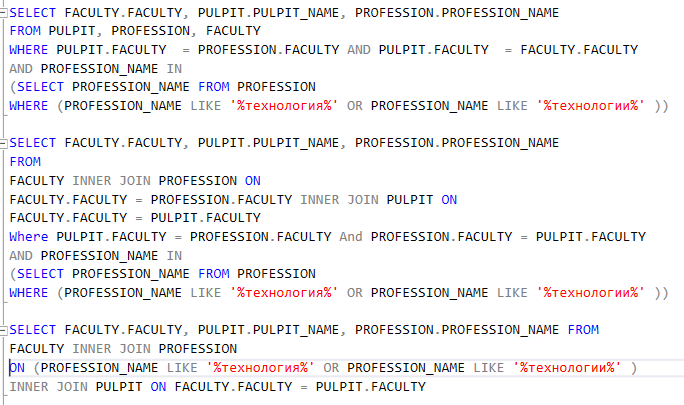 SELECT FACULTY.FACULTY, PULPIT.PULPIT_NAME, PROFESSION.PROFESSION_NAME
FROM PULPIT, PROFESSION, FACULTY
WHERE PULPIT.FACULTY  = PROFESSION.FACULTY AND PULPIT.FACULTY  = FACULTY.FACULTY
AND PROFESSION_NAME IN
(SELECT PROFESSION_NAME FROM PROFESSION
WHERE (PROFESSION_NAME LIKE '%технология%' OR PROFESSION_NAME LIKE '%технологии%' ))
SELECT FACULTY.FACULTY, PULPIT.PULPIT_NAME, PROFESSION.PROFESSION_NAME
FROM
FACULTY INNER JOIN PROFESSION ON
FACULTY.FACULTY = PROFESSION.FACULTY INNER JOIN PULPIT ON
FACULTY.FACULTY = PULPIT.FACULTY
Where PULPIT.FACULTY = PROFESSION.FACULTY And PROFESSION.FACULTY = PULPIT.FACULTY
AND PROFESSION_NAME IN
(SELECT PROFESSION_NAME FROM PROFESSION
WHERE (PROFESSION_NAME LIKE '%технология%' OR PROFESSION_NAME LIKE '%технологии%' ))
SELECT FACULTY.FACULTY, PULPIT.PULPIT_NAME, PROFESSION.PROFESSION_NAME FROM
FACULTY INNER JOIN PROFESSION
ON (PROFESSION_NAME LIKE '%технология%' OR PROFESSION_NAME LIKE '%технологии%' )
INNER JOIN PULPIT ON FACULTY.FACULTY = PULPIT.FACULTY